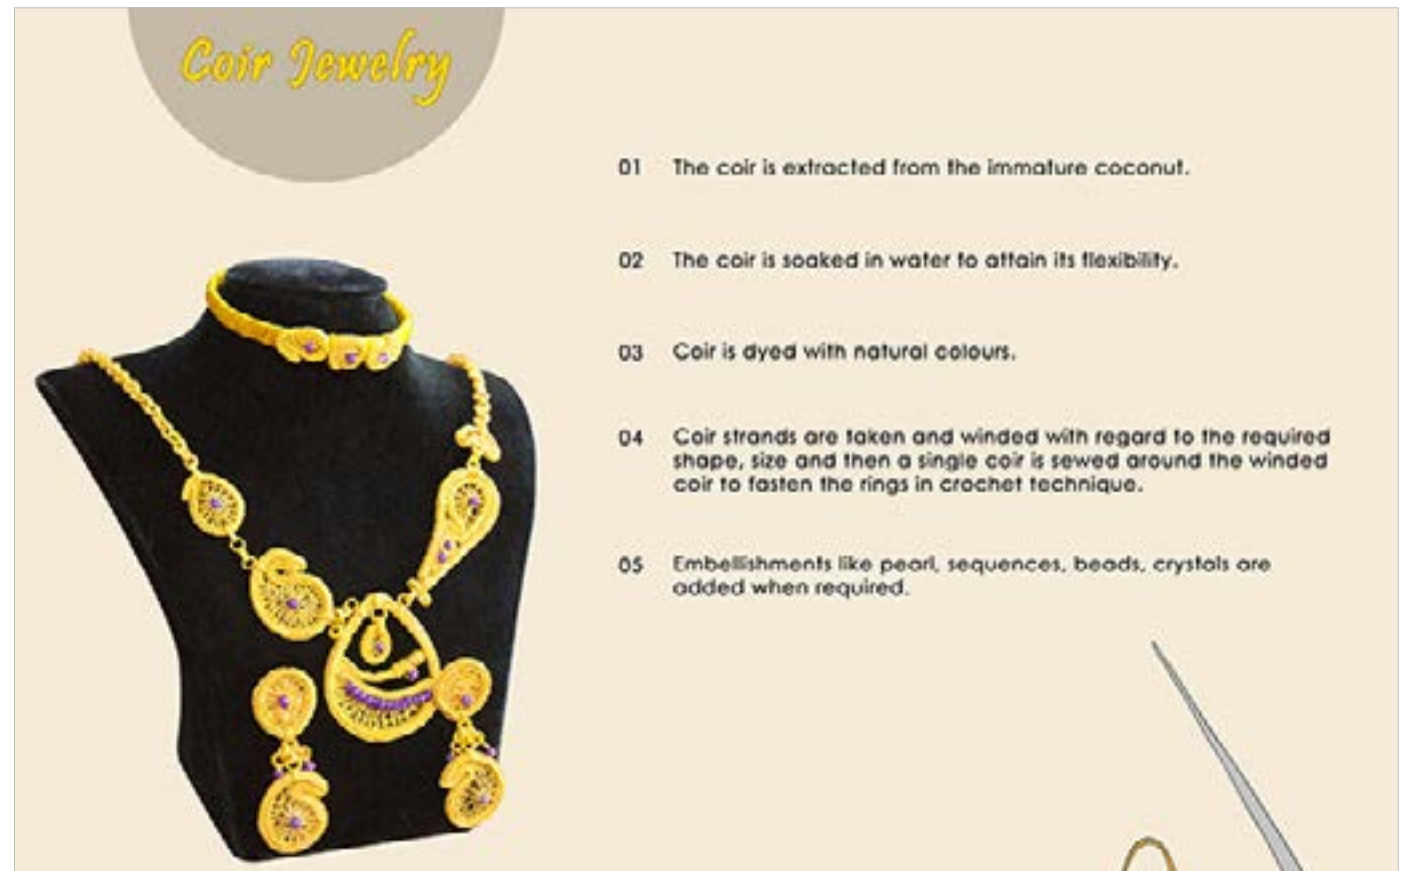 Coir Jewelry
01 The coir is extracted from the immature coconut.
02 The coir is soaked in water to attain its flexibility.
03 Coir is dyed with natural colours.
04 Coir strands are taken and winded with regard to the required
shape, size and then a single coir is sewed around the winded
coir to fasten the rings in crochet technique.
05 Embellishments like pearl, sequences, beads, crystals are
added when required.